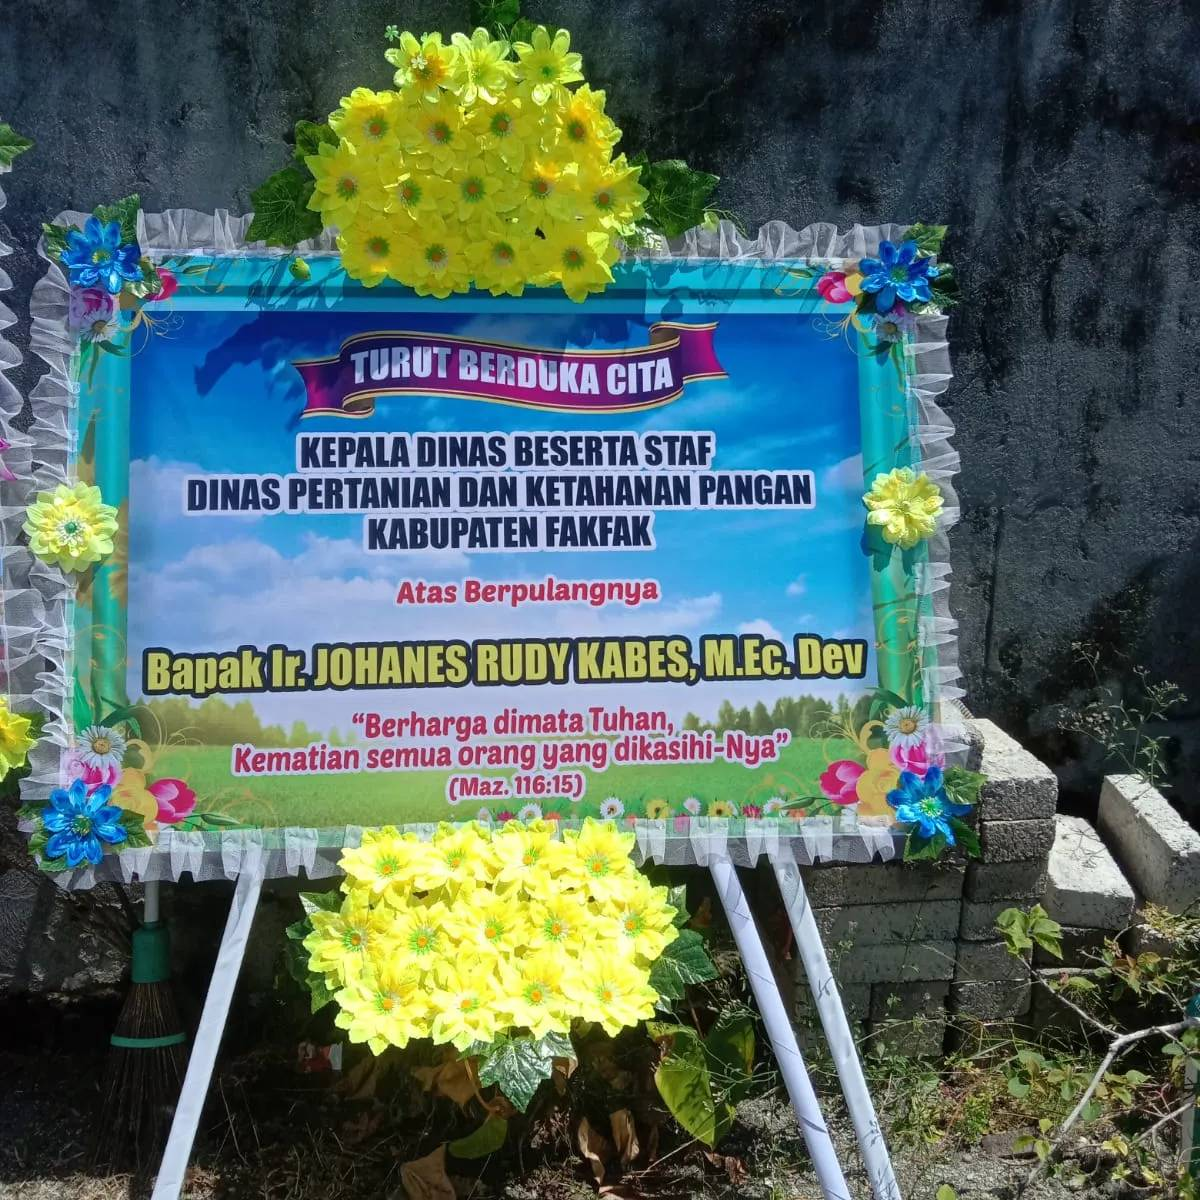 TURUT BERDUKA CITA
KEPALA DINAS BESERTA STAF
DINAS PERTANIAN DAN KETAHANAN PANGAN
KABUPATEN FAKFAK
Atas Berpulangnya
Bapak Ir. JOHANES RUDY KABES, M.Ec. Dev
“Berharga dimata Tuhan,
Kematian semua orang yang dikasihi-Nya”
(Maz. 116:15)